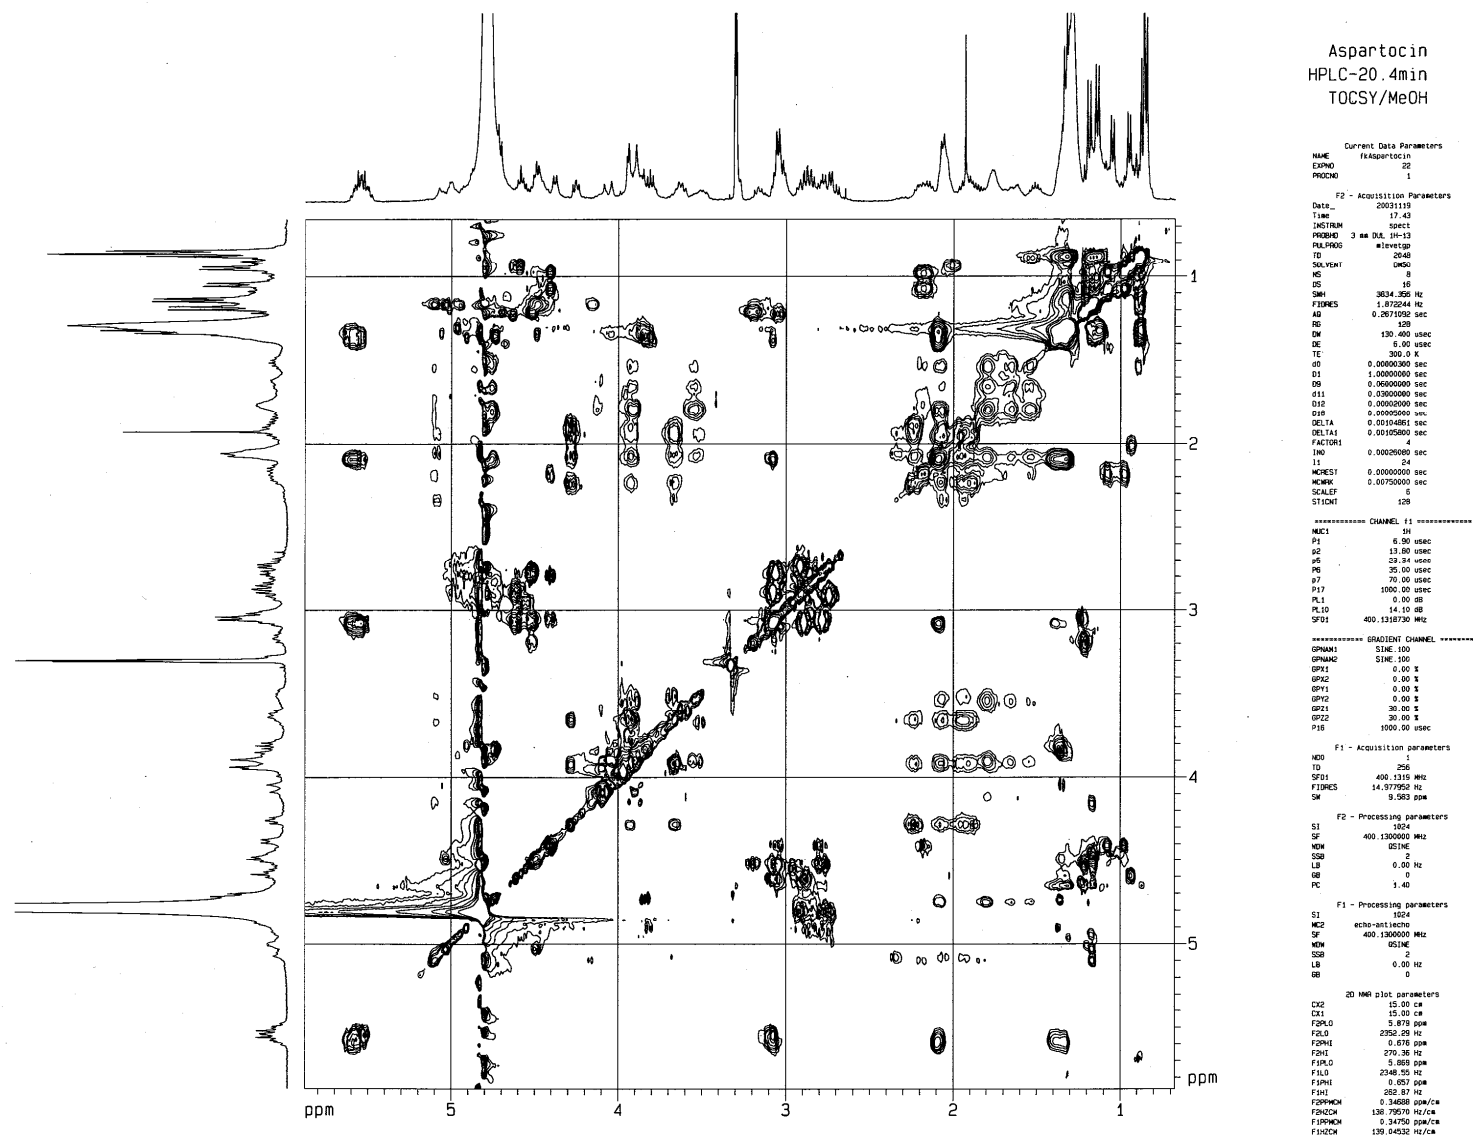 Aspartocin
HPLC-20.4min
TOCSY/MeOH
Current Data Parameters
NAME fkAspartocin
EXPNO 22
PROCNO 1
F2 - Acquisition Parameters
Date_ 20031119
Time 17.43
INSTRUM spect
PROBHD 3 mm DUL 1H-13
PULPROG mlevetgp
TD 2048
SOLVENT DMSO
NS 8
DS 16
SWH 3834.356 Hz
FIDRES 1.872244 Hz
AQ 0.2671092 sec
RG 128
DW 130.400 usec
DE 6.00 usec
TE 300.0 K
d0 0.00000300 sec
D1 1.00000000 sec
D9 0.06000000 sec
d11 0.03000000 sec
D12 0.00002000 sec
D16 0.00005000 sec
DELTA 0.00104861 sec
DELTA1 0.00105800 sec
FACTOR1 4
IN0 0.00026080 sec
l1 24
MCREST 0.00000000 sec
MCWRK 0.00750000 sec
SCALEF 6
ST1CNT 128
============ CHANNEL f1 ============
NUC1 1H
P1 6.90 usec
p2 13.80 usec
p5 23.34 usec
P6 35.00 usec
p7 70.00 usec
P17 1000.00 usec
PL1 0.00 dB
PL10 14.10 dB
SFO1 400.1318730 MHz
============ GRADIENT CHANNEL ============
GPNAM1 SINE.100
GPNAM2 SINE.100
GPX1 0.00 %
GPX2 0.00 %
GPY1 0.00 %
GPY2 0.00 %
GPZ1 30.00 %
GPZ2 30.00 %
P16 1000.00 usec
F1 - Acquisition parameters
ND0 1
TD 256
SFO1 400.1319 MHz
FIDRES 14.977952 Hz
SW 9.583 ppm
F2 - Processing parameters
SI 1024
SF 400.1300000 MHz
WDW QSINE
SSB 2
LB 0.00 Hz
GB 0
PC 1.40
F1 - Processing parameters
SI 1024
MC2 echo-antiecho
SF 400.1300000 MHz
WDW QSINE
SSB 2
LB 0.00 Hz
GB 0
2D NMR plot parameters
CX2 15.00 cm
CX1 15.00 cm
F2PLO 5.879 ppm
F2LO 2352.29 Hz
F2PHI 0.676 ppm
F2HI 270.36 Hz
F1PLO 5.869 ppm
F1LO 2348.55 Hz
F1PHI 0.657 ppm
F1HI 262.87 Hz
F2PPMCM 0.34688 ppm/cm
F2HZCM 138.79570 Hz/cm
F1PPMCM 0.34750 ppm/cm
F1HZCM 139.04532 Hz/cm
1
2
3
4
5
ppm
ppm 5 4 3 2 1